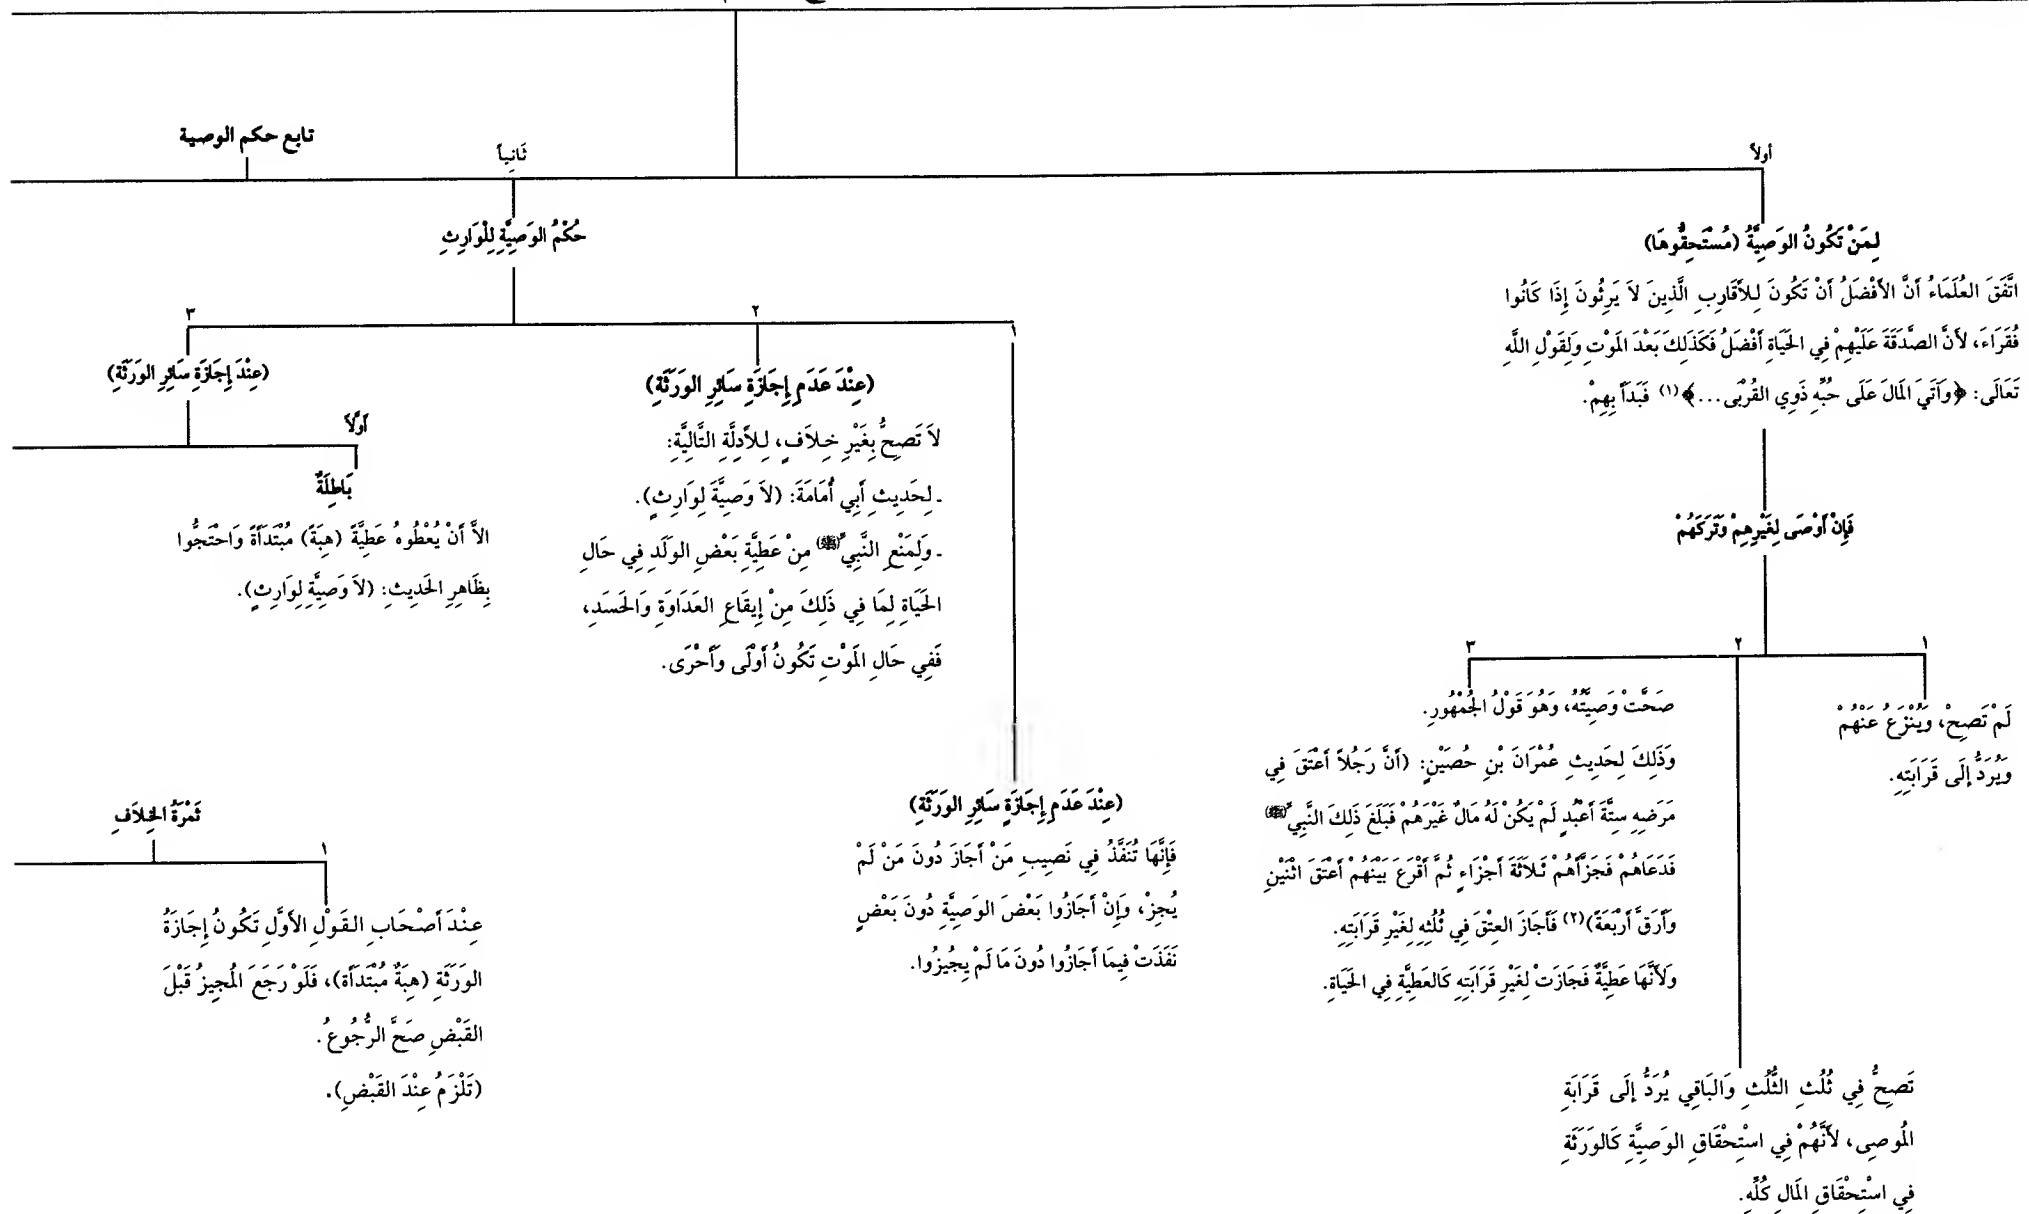 تابع حكم الوصية
أولاً
لِمَنْ تَكُونُ الوَصِيَّةُ (مُسْتَحِقُّوهَا)
اتَّفَقَ العُلَمَاءُ أَنَّ الأَفْضَلُ أَنْ تَكُونَ لِلأَقَارِبِ الَّذِينَ لاَ يَرِثُونَ إِذَا كَانُوا
فُقَرَاءَ، لأَنَّ الصَّدَقَةَ عَلَيْهِمْ فِي الحَيَاةِ أَفْضَلُ فَكَذَلِكَ بَعْدَ المَوْتِ وَلِقَوْلِ اللَّهِ
تَعَالَى: ﴿وَآتَيَ المَالَ عَلَى حُبِّهِ ذَوِي القُرْبَى...﴾(١) فَبَدَأَ بِهِمْ.
فَإِنْ أَوْصَى لِغَيْرِهِمْ وَتَرَكَهُمْ
١
لَمْ تَصِحْ، وَيُنْزَعُ عَنْهُمْ
وَيُرَدُّ إِلَى قَرَابَتِهِ.
٢
تَصِحُّ فِي ثُلُثِ الثُّلُثِ وَالبَاقِي يُرَدُّ إِلَى قَرَابَةِ
المُوصِى، لأَنَّهُمْ فِي اسْتِحْقَاقِ الوَصِيَّةِ كَالوَرَثَةِ
فِي اسْتِحْقَاقِ المَالِ كُلِّهِ.
٣
صَحَّتْ وَصِيَّتُهُ، وَهُوَ قَوْلُ الجُمْهُورِ.
وَذَلِكَ لِحَدِيثِ عُمْرَانَ بْنِ حُصَيْنٍ: (أَنَّ رَجُلاً أَعْتَقَ فِي
مَرَضِهِ سِتَّةَ أَعْبُدٍ لَمْ يَكُنْ لَهُ مَالٌ غَيْرَهُمْ فَبَلَغَ ذَلِكَ النَّبِيَّ ﷺ
فَدَعَاهُمْ فَجَزَّأَهُمْ ثَلاَثَةَ أَجْزَاءٍ ثُمَّ أَقْرَعَ بَيْنَهُمْ أَعْتَقَ اثْنَيْنِ
وَأَرَقَّ أَرْبَعَةً)(٢) فَأَجَازَ العِتْقَ فِي ثُلُثِهِ لِغَيْرِ قَرَابَتِهِ.
وَلأَنَّهَا عَطِيَّةٌ فَجَازَتْ لِغَيْرِ قَرَابَتِهِ كَالعَطِيَّةِ فِي الحَيَاةِ.
ثَانِياً
حُكْمُ الوَصِيَّةِ لِلْوَارِثِ
١
(عِنْدَ عَدَمِ إِجَازَةِ سَائِرِ الوَرَثَةِ)
فَإِنَّهَا تُنَفَّذُ فِي نَصِيبِ مَنْ أَجَازَ دُونَ مَنْ لَمْ
يُجِزْ، وَإِنْ أَجَازُوا بَعْضَ الوَصِيَّةِ دُونَ بَعْضٍ
نَفَذَتْ فِيمَا أَجَازُوا دُونَ مَا لَمْ يُجِيزُوا.
٢
(عِنْدَ عَدَمِ إِجَازَةِ سَائِرِ الوَرَثَةِ)
لاَ تَصِحُّ بِغَيْرِ خِلاَفٍ، لِلأَدِلَّةِ التَّالِيَّةِ:
ـ لِحَدِيثِ أَبِي أُمَامَةَ: (لاَ وَصِيَّةَ لِوَارِثٍ).
ـ وَلِمَنْعِ النَّبِيِّ ﷺ مِنْ عَطِيَّةِ بَعْضِ الوَلَدِ فِي حَالِ
الحَيَاةِ لِمَا فِي ذَلِكَ مِنْ إِيقَاعِ العَدَاوَةِ وَالحَسَدِ،
فَفِي حَالِ المَوْتِ تَكُونُ أَوْلَى وَأَحْرَى.
٣
(عِنْدَ إِجَازَةِ سَائِرِ الوَرَثَةِ)
أَوَّلاً
بَاطِلَةٌ
الاَّ أَنْ يُعْطُوهُ عَطِيَّةً (هِبَةً) مُبْتَدَأَةً وَاحْتَجُّوا
بِظَاهِرِ الحَدِيثِ: (لاَ وَصِيَّةِ لِوَارِثٍ).
ثَمْرَةُ الخِلاَفِ
١
عِنْدَ أَصْحَابِ القَوْلِ الأَوَّلِ تَكُونُ إِجَازَةُ
الوَرَثَةِ (هِبَةٌ مُبْتَدَأَة)، فَلَوْ رَجَعَ المُجِيزُ قَبْلَ
القَبْضِ صَحَّ الرُّجُوعُ.
(تَلْزَمُ عِنْدَ القَبْضِ).